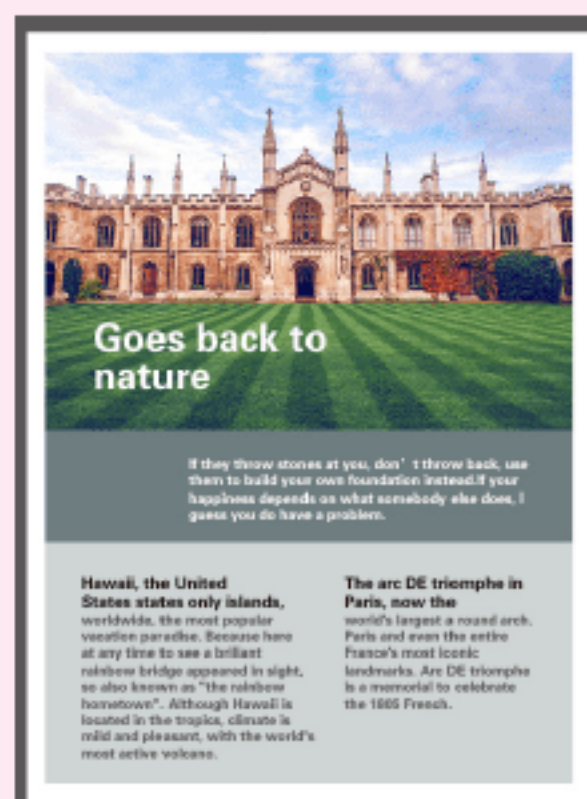 Goes back to
nature
If they throw stones at you, don't throw back, use
them to build your own foundation instead.If your
happiness depends on what somebody else does, I
guess you do have a problem.
Hawaii, the United
States states only islands,
worldwide, the most popular
vacation paradise. Because here
at any time to see a briliant
rainbow bridge appeared in sight,
so also known as "the rainbow
hometown". Although Hawaii is
located in the tropics, climate is
mild and pleasant, with the world's
most active volcano.
The arc DE triomphe in
Paris, now the
world's largest a round arch.
Paris and even the entire
France's most iconic
landmarks. Arc DE triomphe
is a memorial to celebrate
the 1805 French.